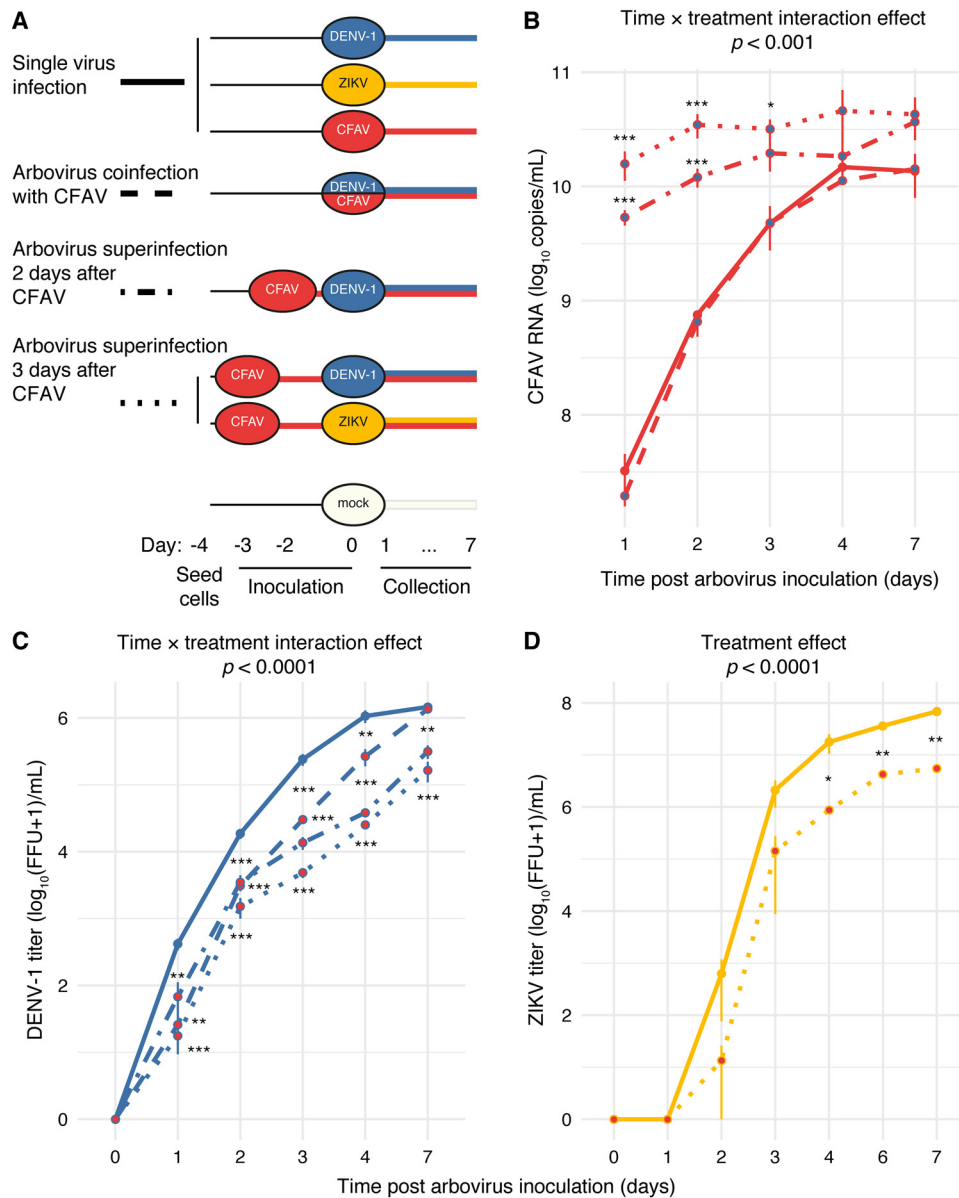 A
Single virus
infection
DENV-1
ZIKV
CFAV
Arbovirus coinfection
with CFAV
DENV-1
CFAV
Arbovirus superinfection
2 days after
CFAV
CFAV DENV-1
Arbovirus superinfection
3 days after
CFAV
CFAV DENV-1
CFAV ZIKV
mock
Day: -4 -3 -2 0 1 ... 7
Seed
cells
Inoculation Collection
B
Time × treatment interaction effect
p < 0.001
CFAV RNA (log10 copies/mL)
11
10
9
8
***
***
*
***
***
1 2 3 4 7
Time post arbovirus inoculation (days)
C
Time × treatment interaction effect
p < 0.0001
DENV-1 titer (log10(FFU+1)/mL)
6
4
2
0
**
**
***
***
***
***
***
***
***
**
***
***
**
***
0 1 2 3 4 7
D
Treatment effect
p < 0.0001
ZIKV titer (log10(FFU+1)/mL)
8
6
4
2
0
*
**
**
0 1 2 3 4 6 7
Time post arbovirus inoculation (days)